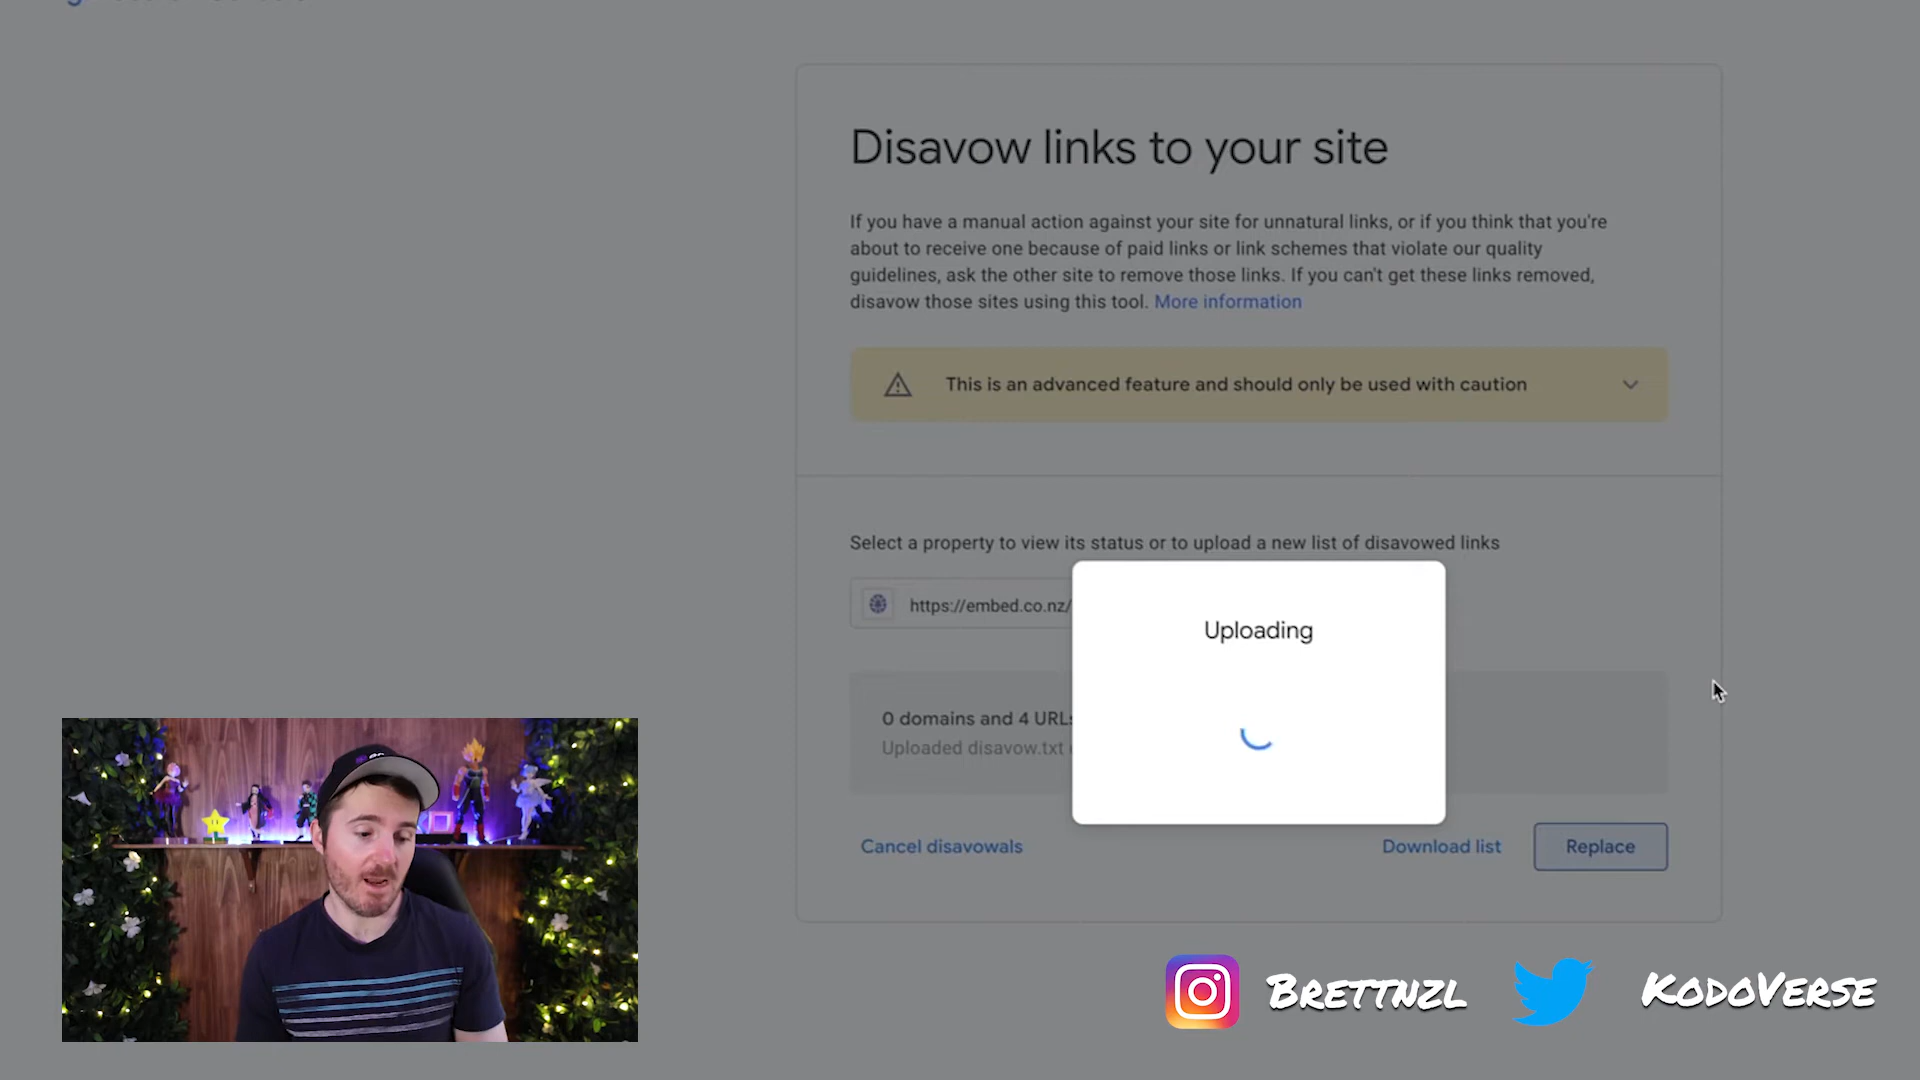 Disavow links to your site
If you have a manual action against your site for unnatural links, or if you think that you're
about to receive one because of paid links or link schemes that violate our quality
guidelines, ask the other site to remove those links. If you can't get these links removed,
disavow those sites using this tool. More information
This is an advanced feature and should only be used with caution
Select a property to view its status or to upload a new list of disavowed links
https://embed.co.nz/
Uploading
0 domains and 4 URLs
Uploaded disavow.txt
Cancel disavowals
Download list
Replace
BRETTNZL
KODOVERSE